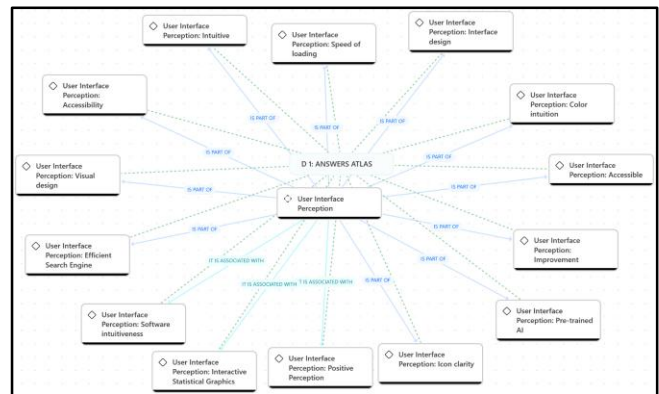 User Interface
Perception: Intuitive
User Interface
Perception: Speed of
loading
User Interface
Perception: Interface
design
User Interface
Perception:
Accessibility
User Interface
Perception: Color
intuition
IS PART OF
IS PART OF
IS PART OF
IS PART OF
IS PART OF
User Interface
Perception: Visual
design
D 1: ANSWERS ATLAS
User Interface
Perception: Accessible
IS PART OF
IS PART OF
User Interface
Perception
User Interface
Perception: Efficient
Search Engine
IS PART OF
IS PART OF
User Interface
Perception:
Improvement
IT IS ASSOCIATED WITH
IS PART OF
IT IS ASSOCIATED WITH
T IS ASSOCIATED WITH
IS PART OF
User Interface
Perception: Software
intuitiveness
User Interface
Perception: Pre-trained
AI
User Interface
Perception: Interactive
Statistical Graphics
User Interface
Perception: Positive
Perception
User Interface
Perception: Icon clarity